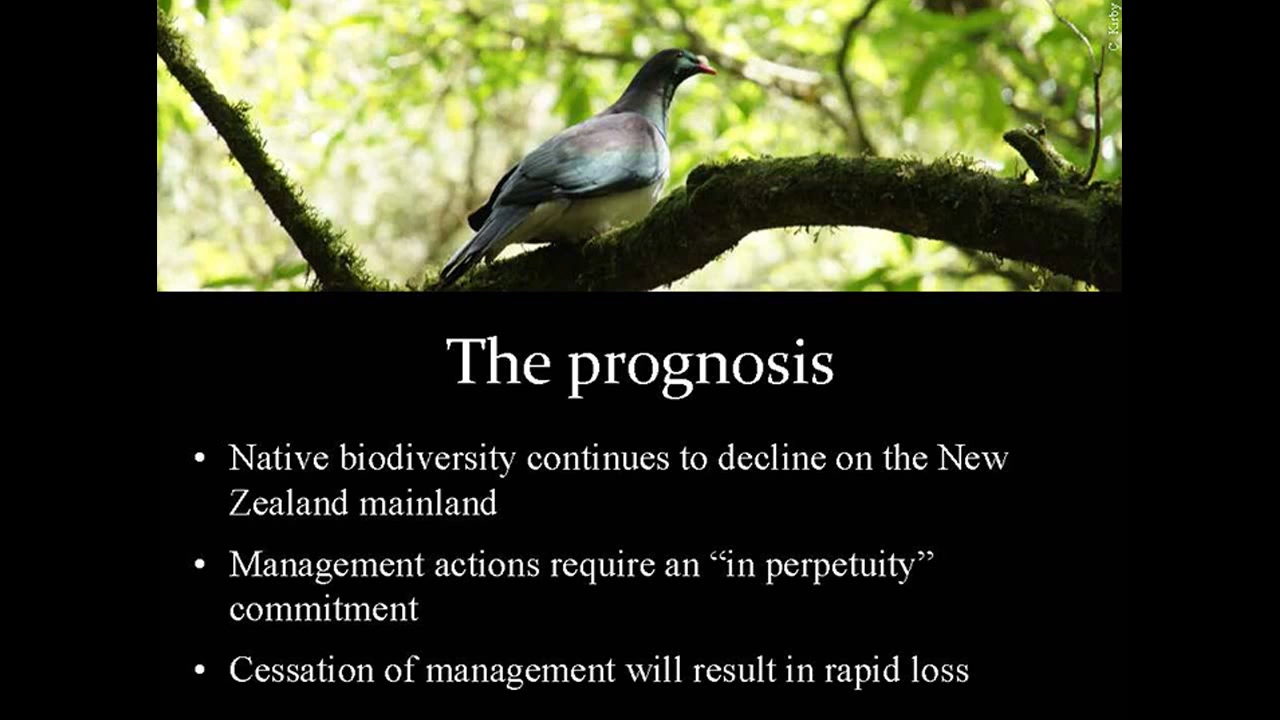 C. Kirby
The prognosis
• Native biodiversity continues to decline on the New
Zealand mainland
• Management actions require an “in perpetuity”
commitment
• Cessation of management will result in rapid loss